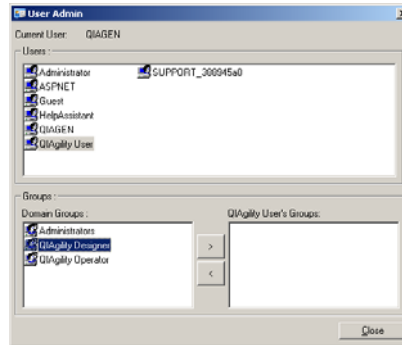 User Admin
Current User: QIAGEN
Users :
Administrator
ASPNET
Guest
HelpAssistant
QIAGEN
QIAgility User
SUPPORT_388945a0
Groups :
Domain Groups :
Administrators
QIAgility Designer
QIAgility Operator
>
<
QIAgility User's Groups:
Close